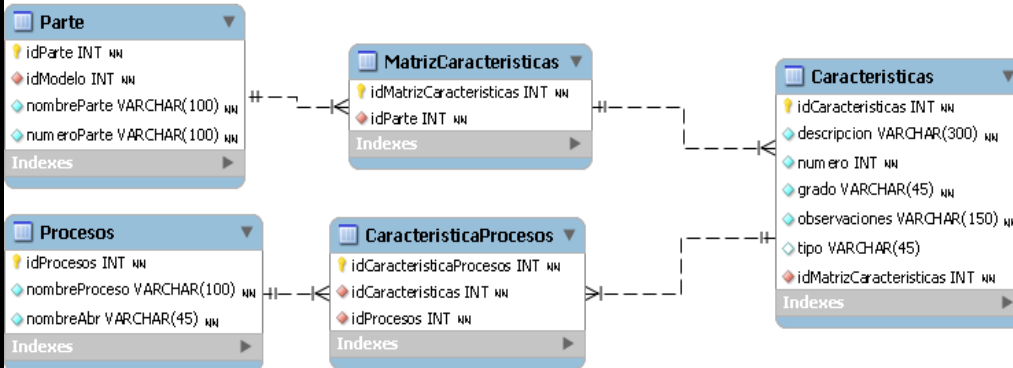 Parte
idParte INT NN
idModelo INT NN
nombreParte VARCHAR(100) NN
numeroParte VARCHAR(100) NN
Indexes
MatrizCaracteristicas
idMatrizCaracteristicas INT NN
idParte INT NN
Indexes
Caracteristicas
idCaracteristicas INT NN
descripcion VARCHAR(300) NN
numero INT NN
grado VARCHAR(45) NN
observaciones VARCHAR(150) NN
tipo VARCHAR(45)
idMatrizCaracteristicas INT NN
Indexes
Procesos
idProcesos INT NN
nombreProceso VARCHAR(100) NN
nombreAbr VARCHAR(45) NN
Indexes
CaracteristicaProcesos
idCaracteristicaProcesos INT NN
idCaracteristicas INT NN
idProcesos INT NN
Indexes